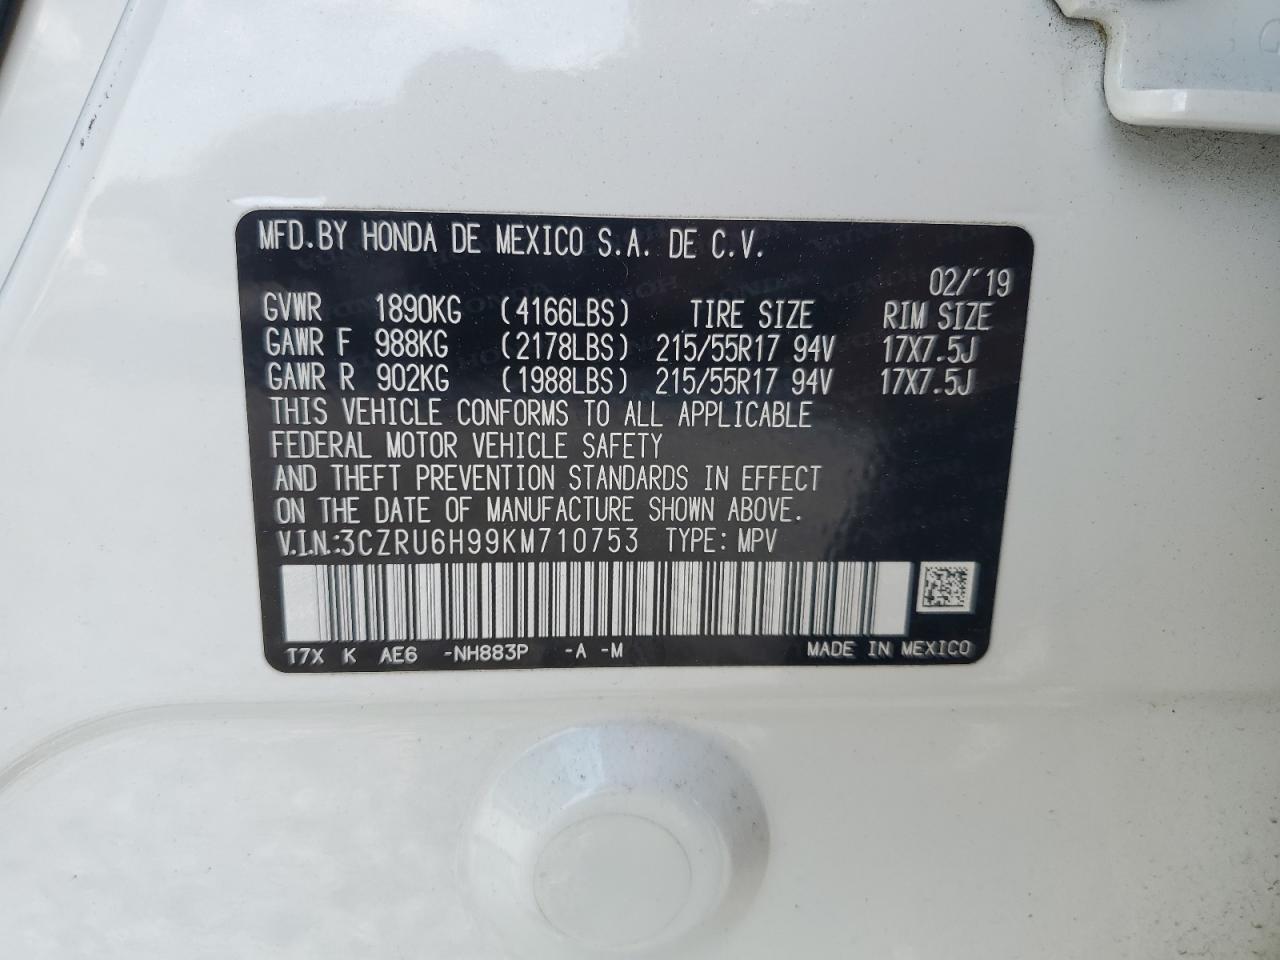 MFD.BY HONDA DE MEXICO S.A. DE C.V.
02/'19
GVWR 1890KG (4166LBS) TIRE SIZE RIM SIZE
GAWR F 988KG (2178LBS) 215/55R17 94V 17X7.5J
GAWR R 902KG (1988LBS) 215/55R17 94V 17X7.5J
THIS VEHICLE CONFORMS TO ALL APPLICABLE
FEDERAL MOTOR VEHICLE SAFETY
AND THEFT PREVENTION STANDARDS IN EFFECT
ON THE DATE OF MANUFACTURE SHOWN ABOVE.
V.I.N.:3CZRU6H99KM710753 TYPE: MPV
T7X K AE6 -NH883P -A -M MADE IN MEXICO